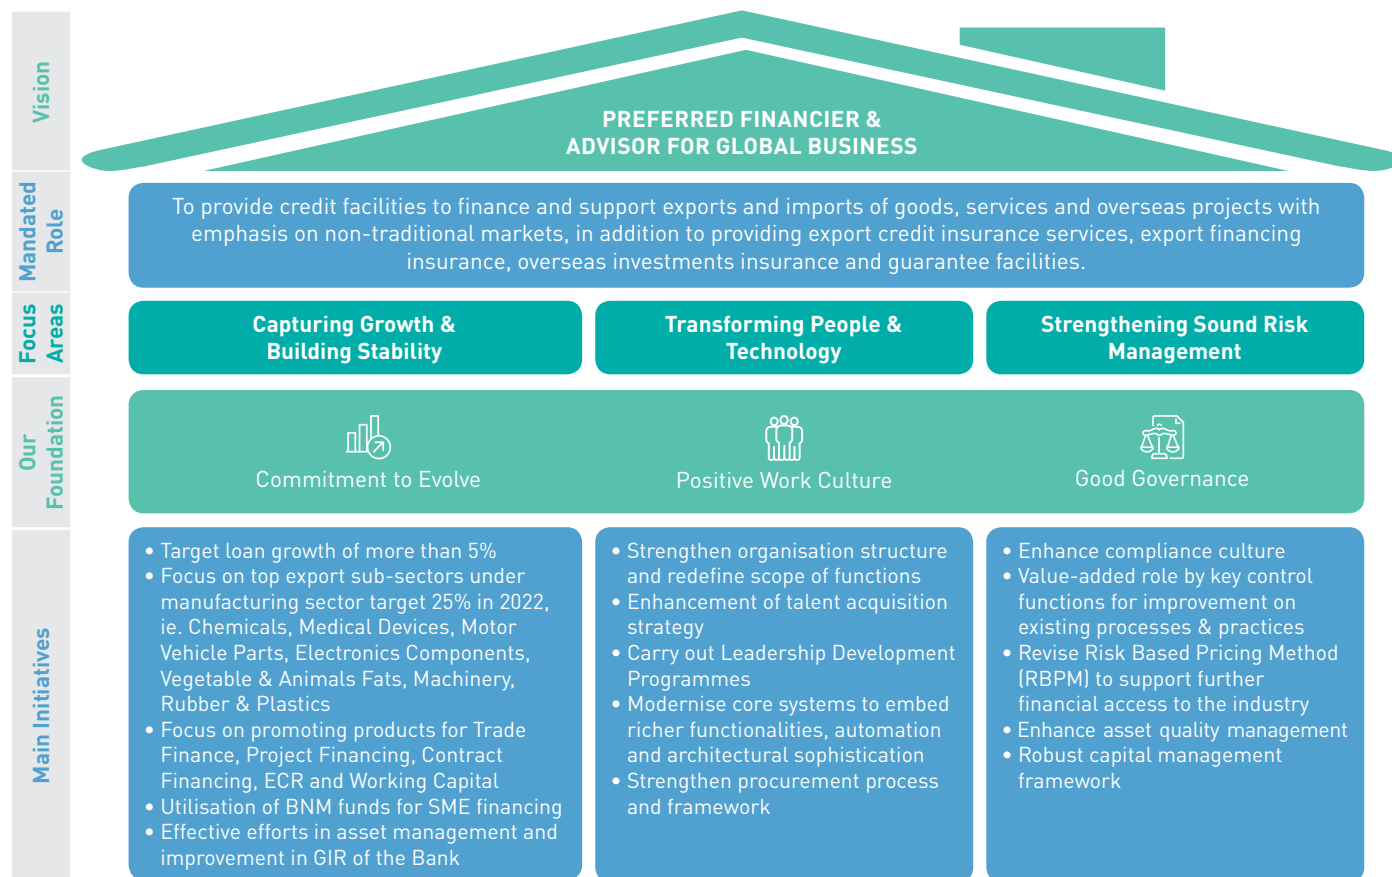 Vision
PREFERRED FINANCIER &
ADVISOR FOR GLOBAL BUSINESS
Mandated
Role
To provide credit facilities to finance and support exports and imports of goods, services and overseas projects with
emphasis on non-traditional markets, in addition to providing export credit insurance services, export financing
insurance, overseas investments insurance and guarantee facilities.
Focus
Areas
Capturing Growth &
Building Stability
Transforming People &
Technology
Strengthening Sound Risk
Management
Our
Foundation
Commitment to Evolve
Positive Work Culture
Good Governance
Main Initiatives
• Target loan growth of more than 5%
• Focus on top export sub-sectors under
manufacturing sector target 25% in 2022,
ie. Chemicals, Medical Devices, Motor
Vehicle Parts, Electronics Components,
Vegetable & Animals Fats, Machinery,
Rubber & Plastics
• Focus on promoting products for Trade
Finance, Project Financing, Contract
Financing, ECR and Working Capital
• Utilisation of BNM funds for SME financing
• Effective efforts in asset management and
improvement in GIR of the Bank
• Strengthen organisation structure
and redefine scope of functions
• Enhancement of talent acquisition
strategy
• Carry out Leadership Development
Programmes
• Modernise core systems to embed
richer functionalities, automation
and architectural sophistication
• Strengthen procurement process
and framework
• Enhance compliance culture
• Value-added role by key control
functions for improvement on
existing processes & practices
• Revise Risk Based Pricing Method
(RBPM) to support further
financial access to the industry
• Enhance asset quality management
• Robust capital management
framework